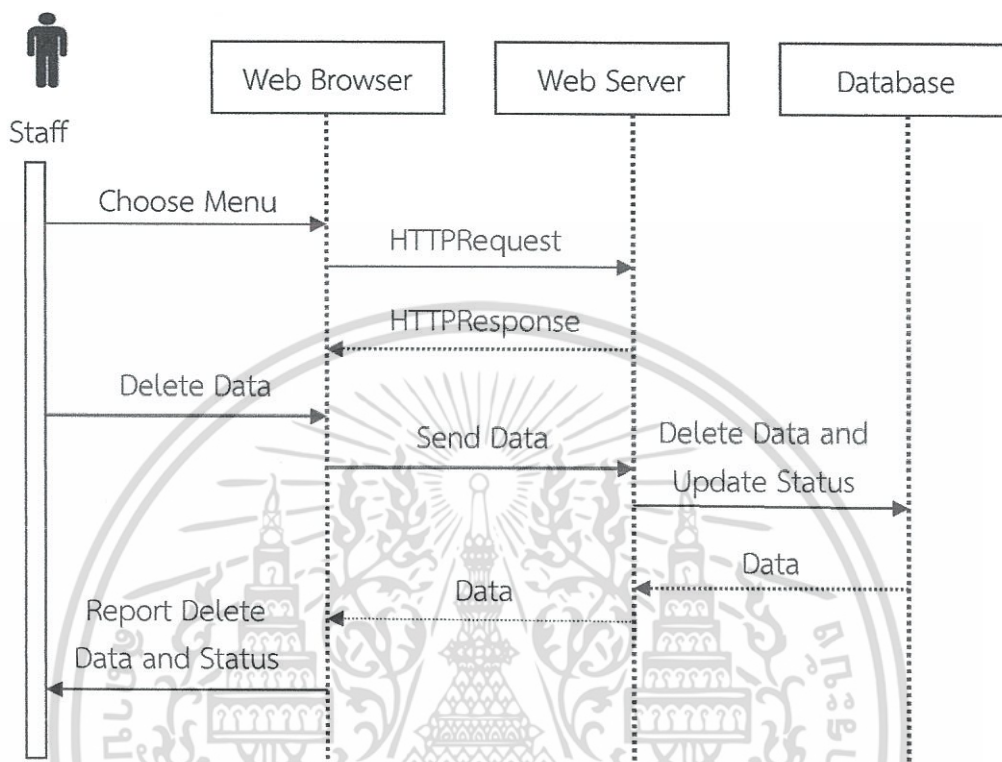 Staff
Web Browser
Web Server
Database
Choose Menu
HTTPRequest
HTTPResponse
Delete Data
Send Data
Delete Data and
Update Status
Data
Data
Report Delete
Data and Status